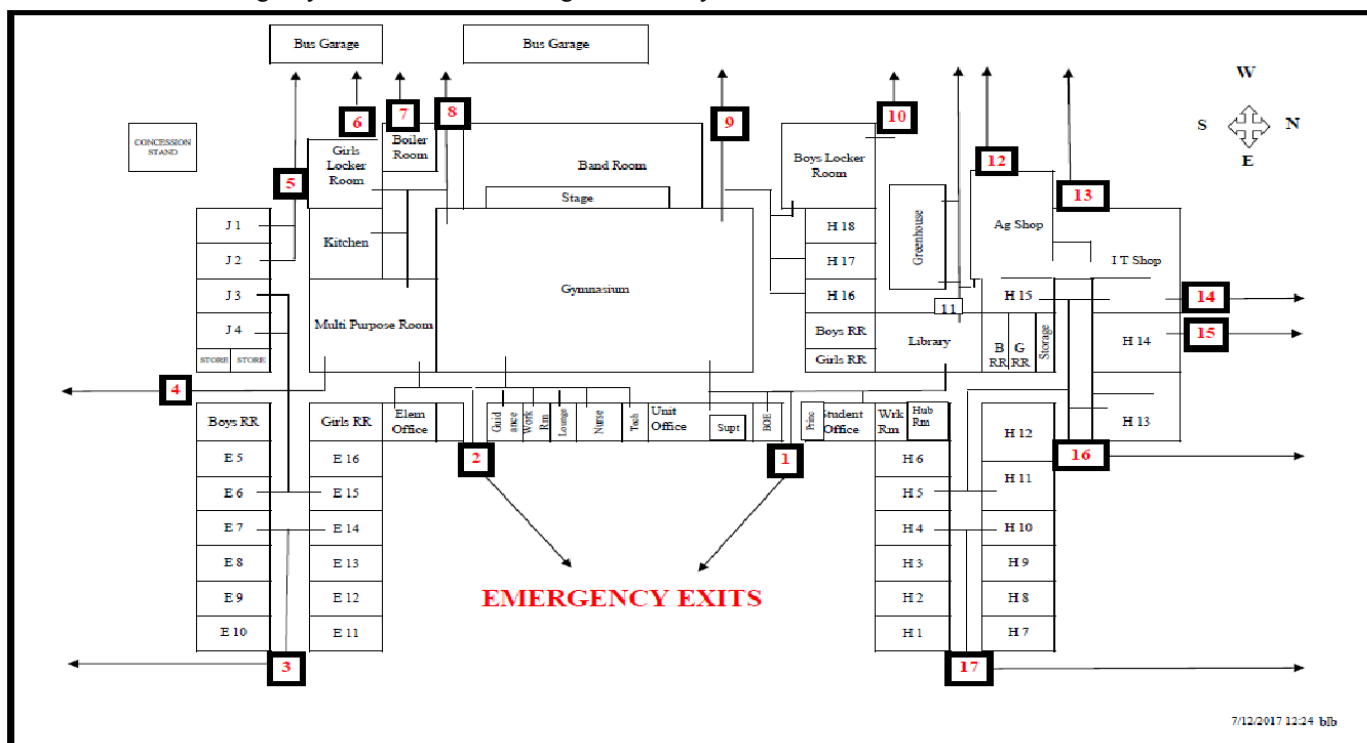 Bus Garage
Bus Garage
W
S
N
E
CONCESSION
STAND
6
7
8
9
10
Boiler
Room
Girls
Locker
Room
Band Room
Boys Locker
Room
12
5
13
Stage
J 1
Kitchen
H 18
Greenhouse
Ag Shop
J 2
H 17
I T Shop
Gymnasium
J 3
H 16
11
H 15
14
J 4
Multi Purpose Room
Boys RR
Library
B
RR
G
RR
Storage
H 14
15
STORE
STORE
Girls RR
4
Boys RR
Girls RR
Elem
Office
Guid
ance
Work
Rm
Lounge
Nurse
Tech
Unit
Office
Supt
BOE
Princ
Student
Office
Wrk
Rm
Hub
Rm
H 12
H 13
E 5
E 16
2
1
H 6
16
E 6
E 15
H 5
H 11
E 7
E 14
H 4
H 10
E 8
E 13
H 3
H 9
E 9
E 12
EMERGENCY EXITS
H 2
H 8
E 10
E 11
H 1
H 7
3
17
7/12/2017 12:24 blb